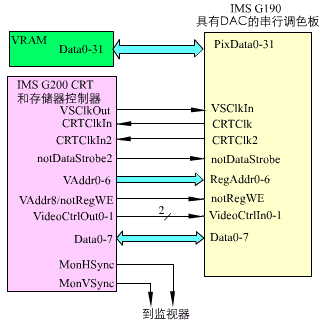 IMS G190
具有DAC的串行调色板
VRAM
Data0-31
PixData0-31
IMS G200 CRT
和存储器控制器
VSClkOut
VSClkIn
CRTClkIn
CRTClk
CRTClkIn2
CRTClk2
notDataStrobe2
notDataStrobe
VAddr0-6
RegAddr0-6
VAddr8/notRegWE
notRegWE
VideoCtrlOut0-1
2
VideoCtrlIn0-1
Data0-7
Data0-7
MonHSync
MonVSync
到监视器